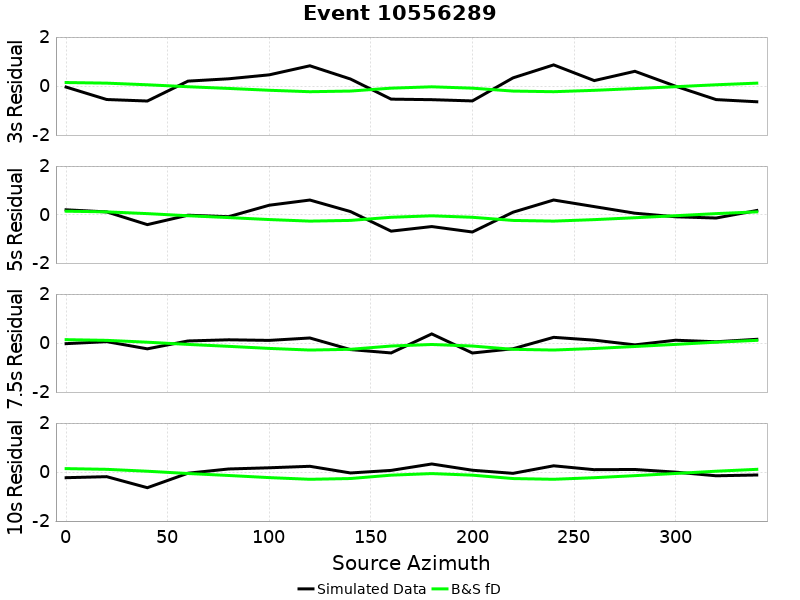 Event 10556289
3s Residual
2
0
-2
5s Residual
2
0
-2
7.5s Residual
2
0
-2
10s Residual
2
0
-2
0 50 100 150 200 250 300
Source Azimuth
Simulated Data B&S fD